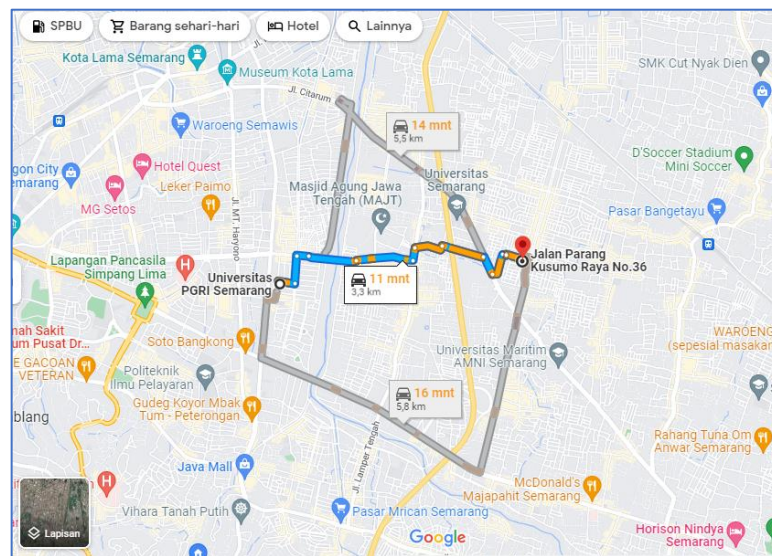 SPBU
Barang sehari-hari
Hotel
Lainnya
Kota Lama Semarang
Museum Kota Lama
SMK Cut Nyak Dien
Jl. Citarum
Waroeng Semawis
14 mnt
5,5 km
Hotel Quest
Semarang
MG Setos
Leker Paimo
Jl. MT. Haryono
Masjid Agung Jawa
Tengah (MAJT)
Universitas
Semarang
D'Soccer Stadium
Mini Soccer
Pasar Bangetayu
Lapangan Pancasila
Simpang Lima
Universitas
PGRI Semarang
11 mnt
3,3 km
Jalan Parang
Kusumo Raya No.36
um Pusat Dr...
Soto Bangkong
E GACOAN
VETERAN
Politeknik
Ilmu Pelayaran
Universitas Maritim
AMNI Semarang
WAROENG
(sepesial masakan
16 mnt
5,8 km
blang
Gudeg Koyor Mbak
Tum - Peterongan
Jl. Lamper Tengah
Rahang Tuna Om
Anwar Semarang
Java Mall
McDonald's
Majapahit Semarang
Lapisan
Vihara Tanah Putih
Pasar Mrican Semarang
Google
Horison Nindya
Semarang